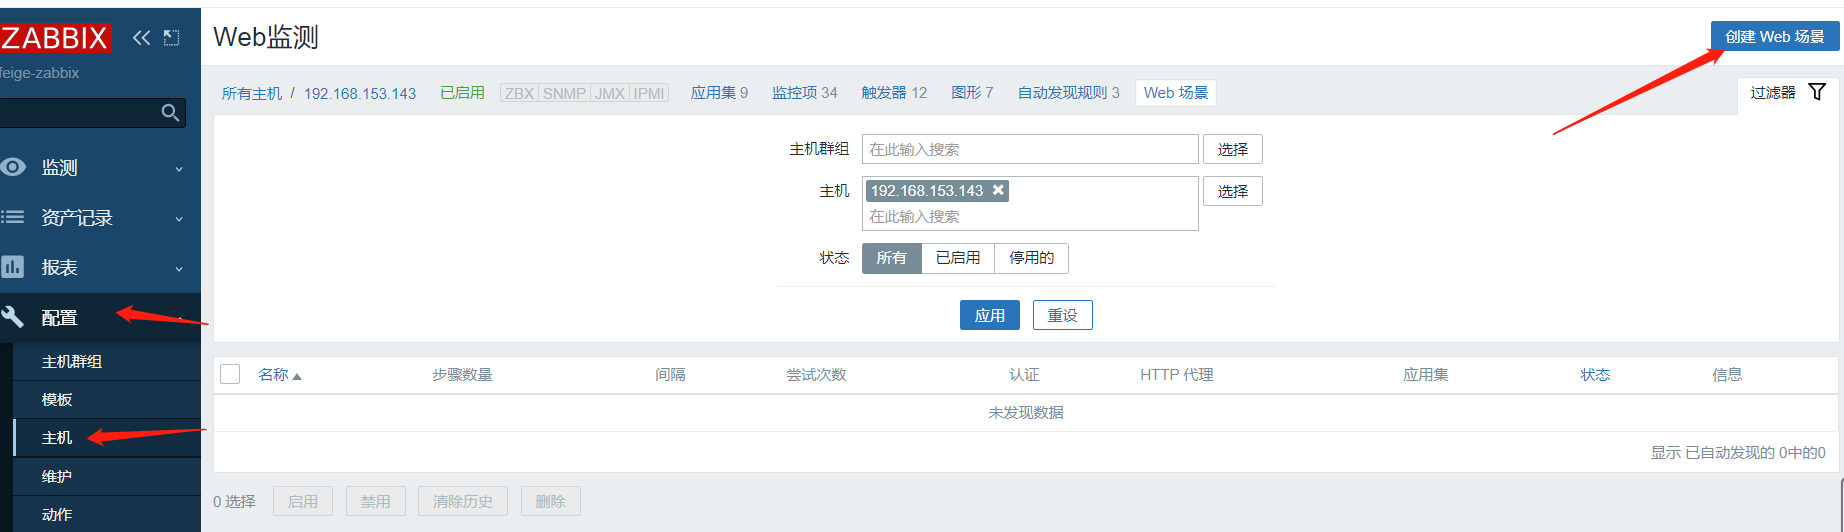 ZABBIX
feige-zabbix
监测
资产记录
报表
配置
主机群组
模板
主机
维护
动作
Web监测
创建 Web 场景
所有主机 / 192.168.153.143 已启用 ZBX SNMP JMX IPMI 应用集 9 监控项 34 触发器 12 图形 7 自动发现规则 3 Web 场景
过滤器
主机群组 在此输入搜索 选择
主机 192.168.153.143 选择
在此输入搜索
状态 所有 已启用 停用的
应用 重设
名称 步骤数量 间隔 尝试次数 认证 HTTP 代理 应用集 状态 信息
未发现数据
显示 已自动发现的 0中的0
0 选择 启用 禁用 清除历史 删除